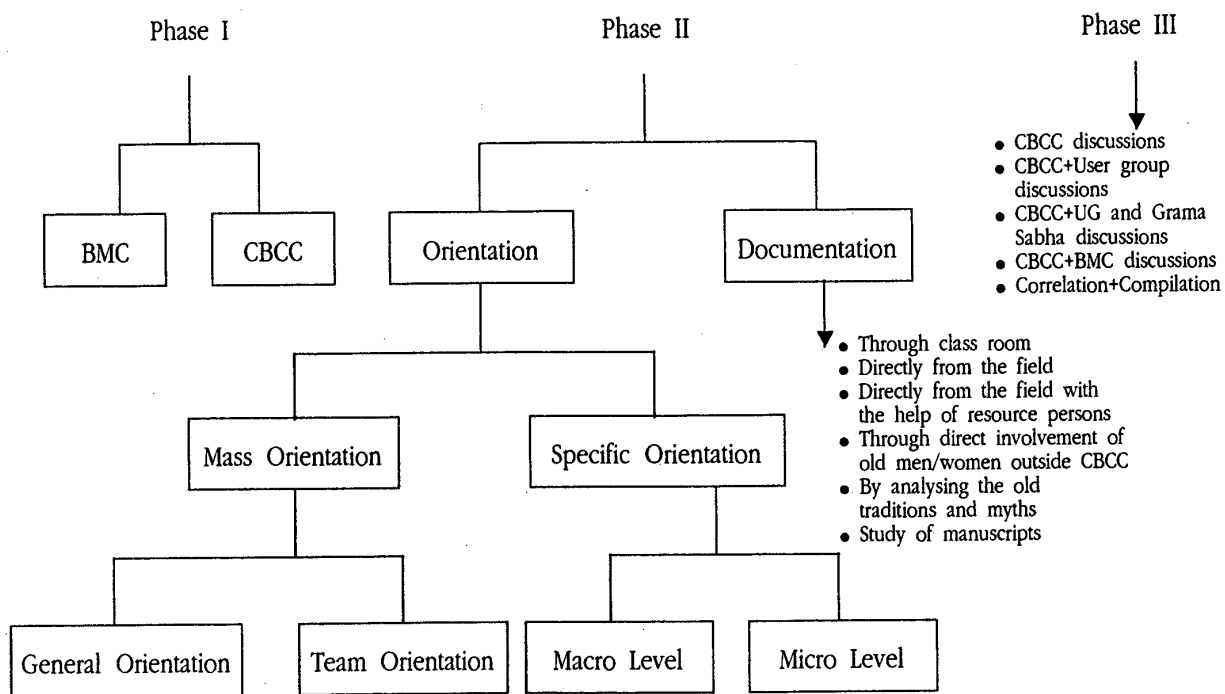 Phase I
Phase II
Phase III
BMC
CBCC
Orientation
Documentation
• CBCC discussions
• CBCC+User group
discussions
• CBCC+UG and Grama
Sabha discussions
• CBCC+BMC discussions
• Correlation+Compilation
• Through class room
• Directly from the field
• Directly from the field with
the help of resource persons
• Through direct involvement of
old men/women outside CBCC
• By analysing the old
traditions and myths
• Study of manuscripts
Mass Orientation
Specific Orientation
General Orientation
Team Orientation
Macro Level
Micro Level